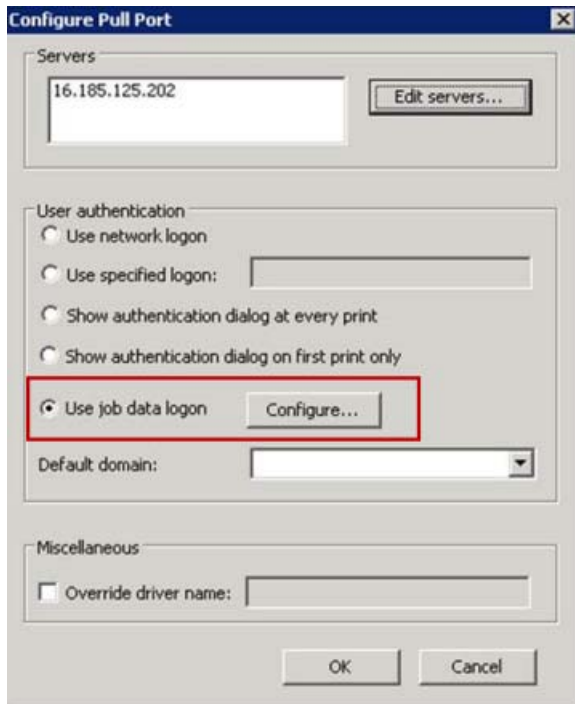 Configure Pull Port
Servers
16.185.125.202
Edit servers...
User authentication
Use network logon
Use specified logon:
Show authentication dialog at every print
Show authentication dialog on first print only
Use job data logon
Configure...
Default domain:
Miscellaneous
Override driver name:
OK
Cancel